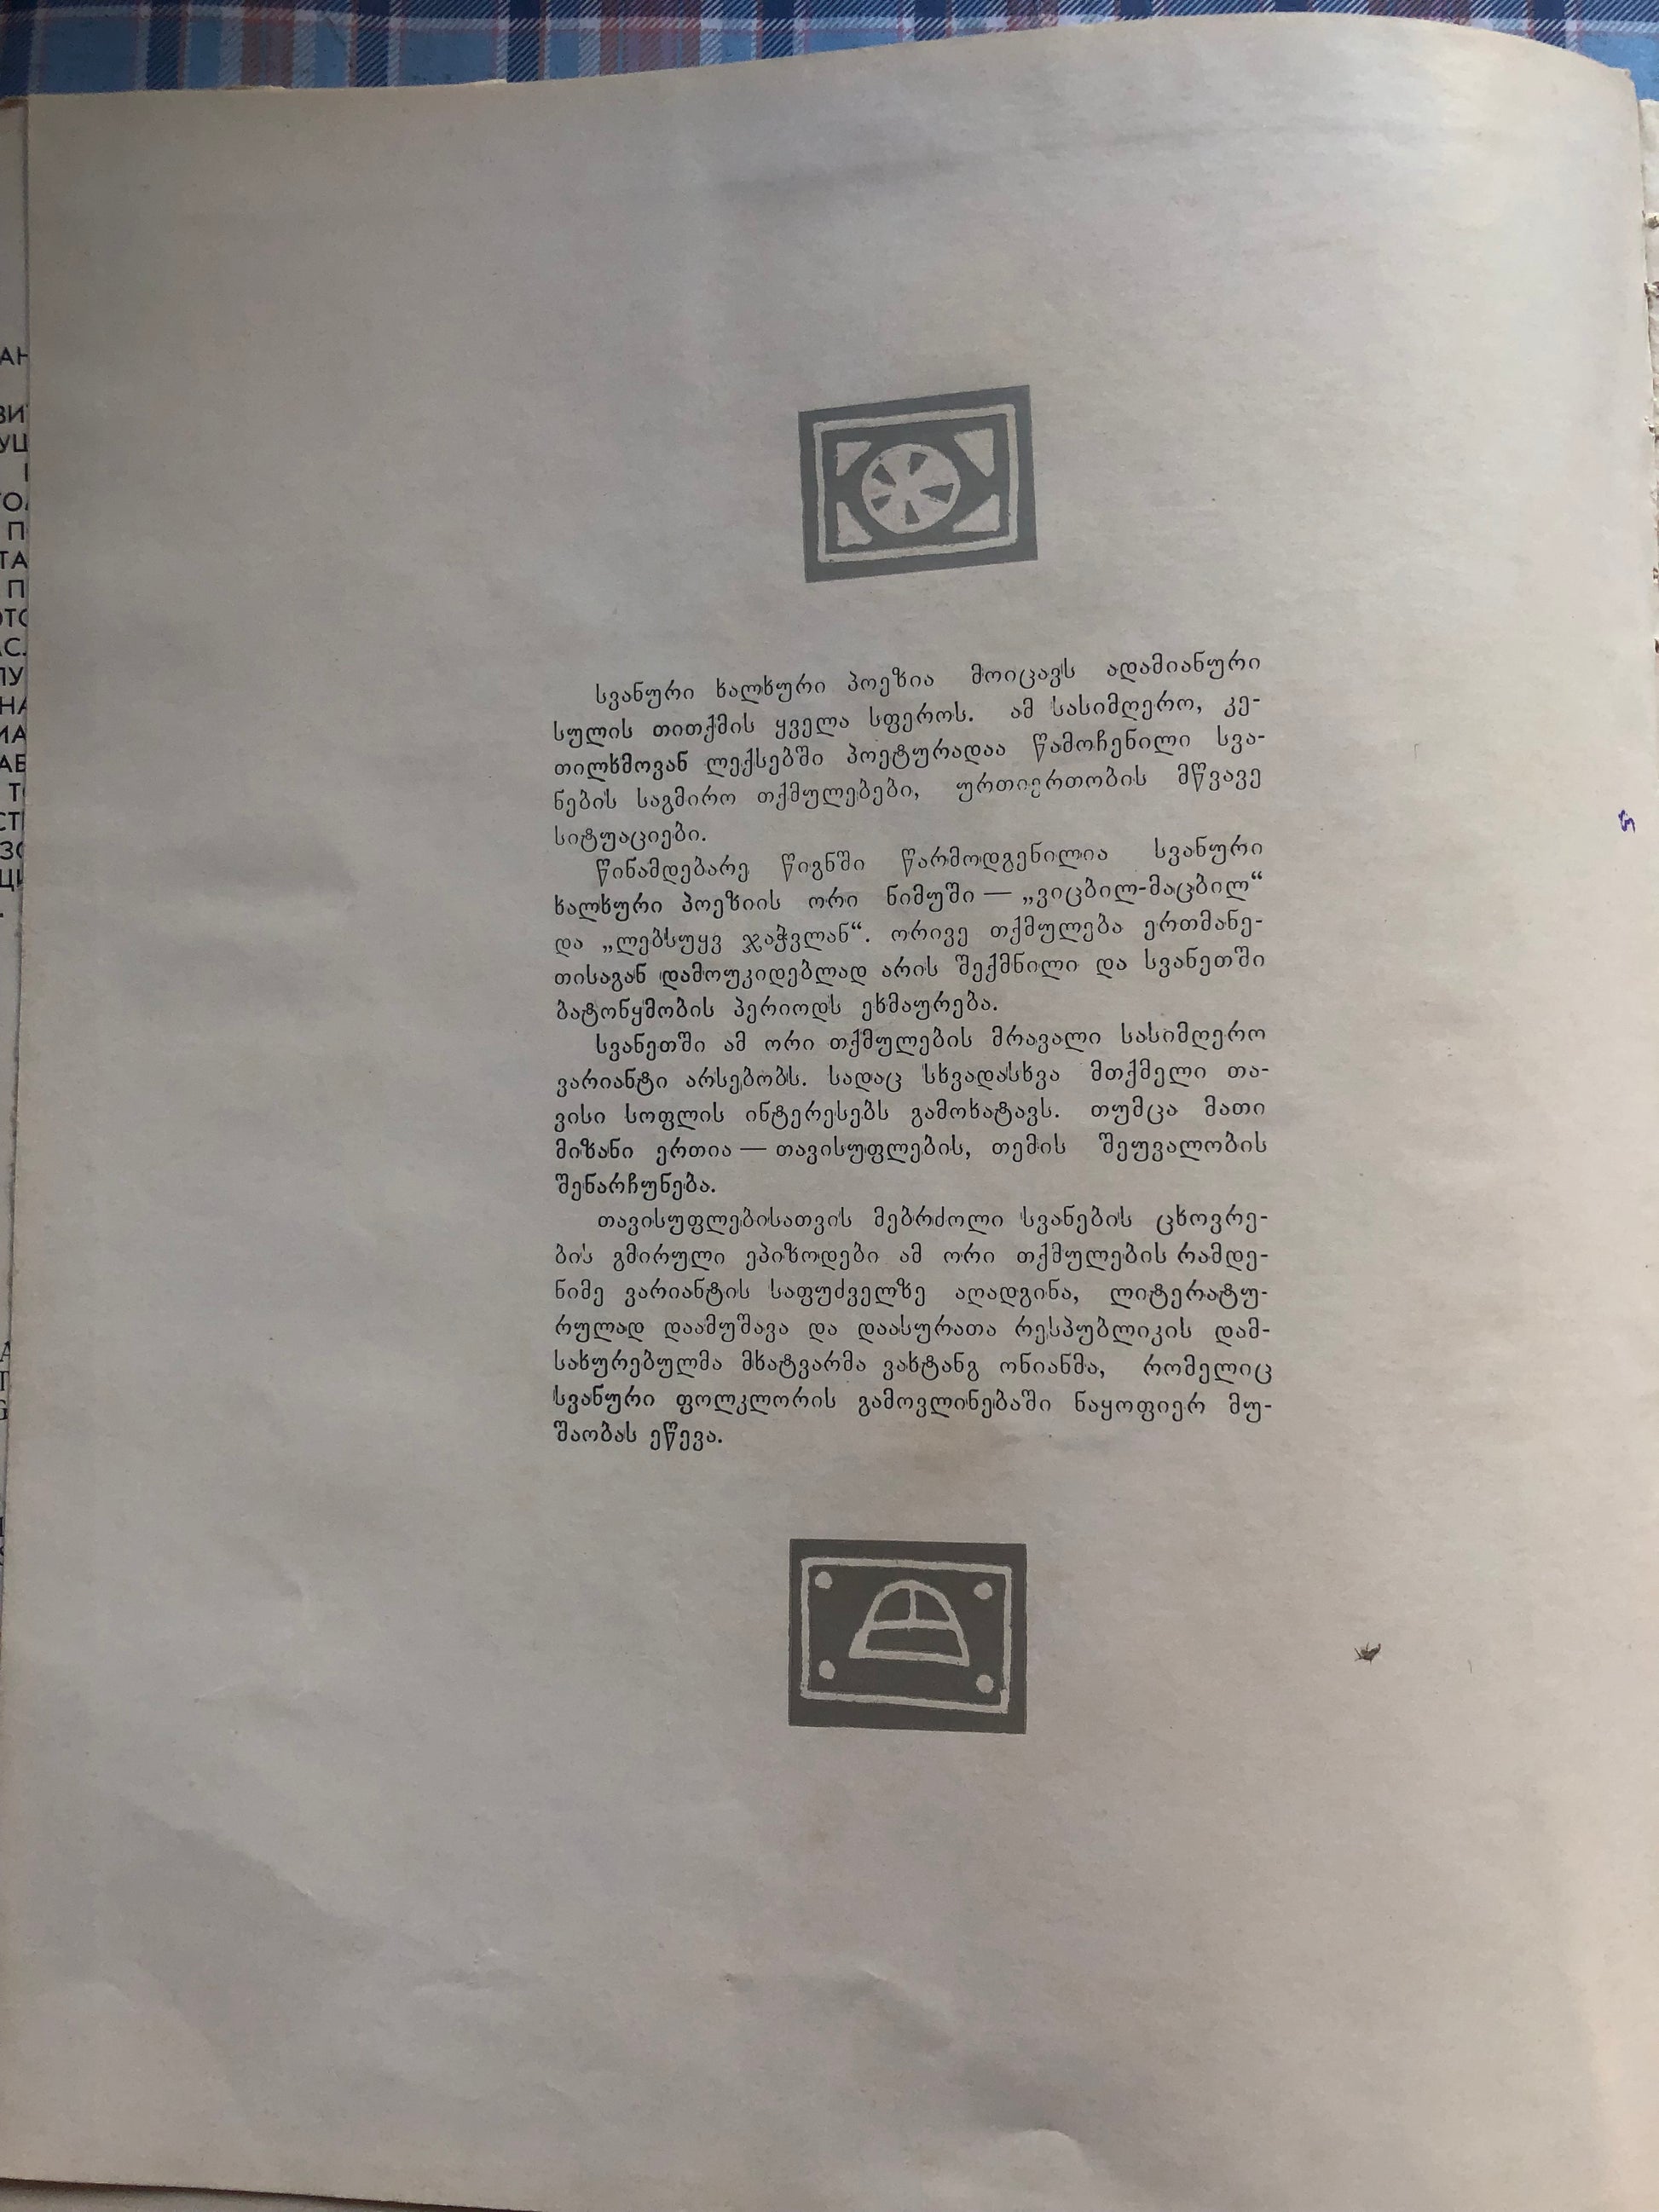 სვანური ხალხური პოეზია მოიცავს ადამიანური
სულის თითქმის ყველა სფეროს. ამ სასიმღერო, კე-
თილხმოვან ლექსებში პოეტურადაა წამოჩენილი სვა-
ნების საგმირო თქმულებები, ურთიერთობის მწვავე
სიტუაციები.
წინამდებარე წიგნში წარმოდგენილია სვანური
ხალხური პოეზიის ორი ნიმუში — „ვიცბილ-მაცბილ“
და „ლებსუყვ ჯაჭვლან“. ორივე თქმულება ერთმანე-
თისაგან დამოუკიდებლად არის შექმნილი და სვანეთში
ბატონყმობის პერიოდს ეხმაურება.
სვანეთში ამ ორი თქმულების მრავალი სასიმღერო
ვარიანტი არსებობს. სადაც სხვადასხვა მთქმელი თა-
ვისი სოფლის ინტერესებს გამოხატავს. თუმცა მათი
მიზანი ერთია — თავისუფლების, თემის შეუვალობის
შენარჩუნება.
თავისუფლებისათვის მებრძოლი სვანების ცხოვრე-
ბის გმირული ეპიზოდები ამ ორი თქმულების რამდე-
ნიმე ვარიანტის საფუძველზე აღადგინა, ლიტერატუ-
რულად დაამუშავა და დაასურათა რესპუბლიკის დამ-
სახურებულმა მხატვარმა ვახტანგ ონიანმა, რომელიც
სვანური ფოლკლორის გამოვლინებაში ნაყოფიერ მუ-
შაობას ეწევა.